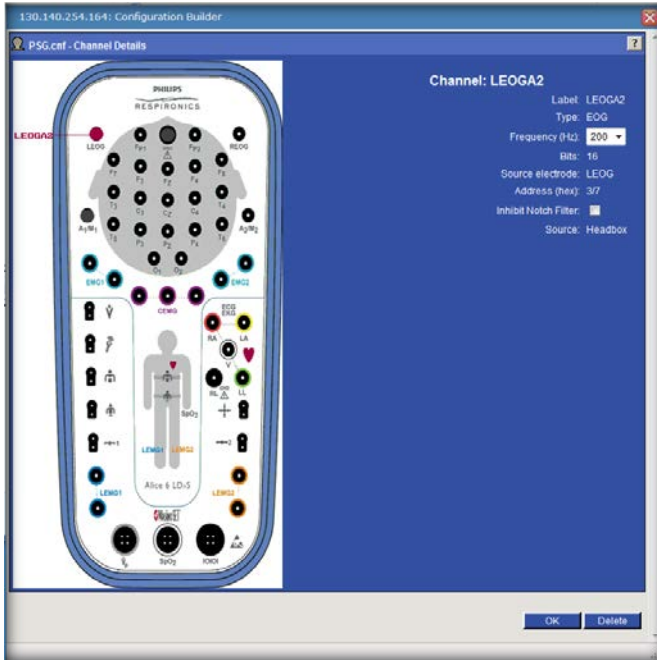 130.140.254.164: Configuration Builder
PSG.cnf - Channel Details
?
PHILIPS
RESPIRONICS
LEOGA2
LEOG
FP1
FP2
REOG
F7
F3
FZ
F4
T3
C3
CZ
C4
T4
A1/M1
A2/M2
T5
P3
PZ
P4
T6
O1
O2
EMG1
EMG2
CEMG
ECG
EKG
RA
LA
V
RL
LL
SpO2
LEMG1
LEMG2
LEMG1
LEMG2
Alice 6 LDxS
SpO2
IOIOI
Channel: LEOGA2
Label: LEOGA2
Type: EOG
Frequency (Hz): 200
Bits: 16
Source electrode: LEOG
Address (hex): 3/7
Inhibit Notch Filter:
Source: Headbox
OK
Delete